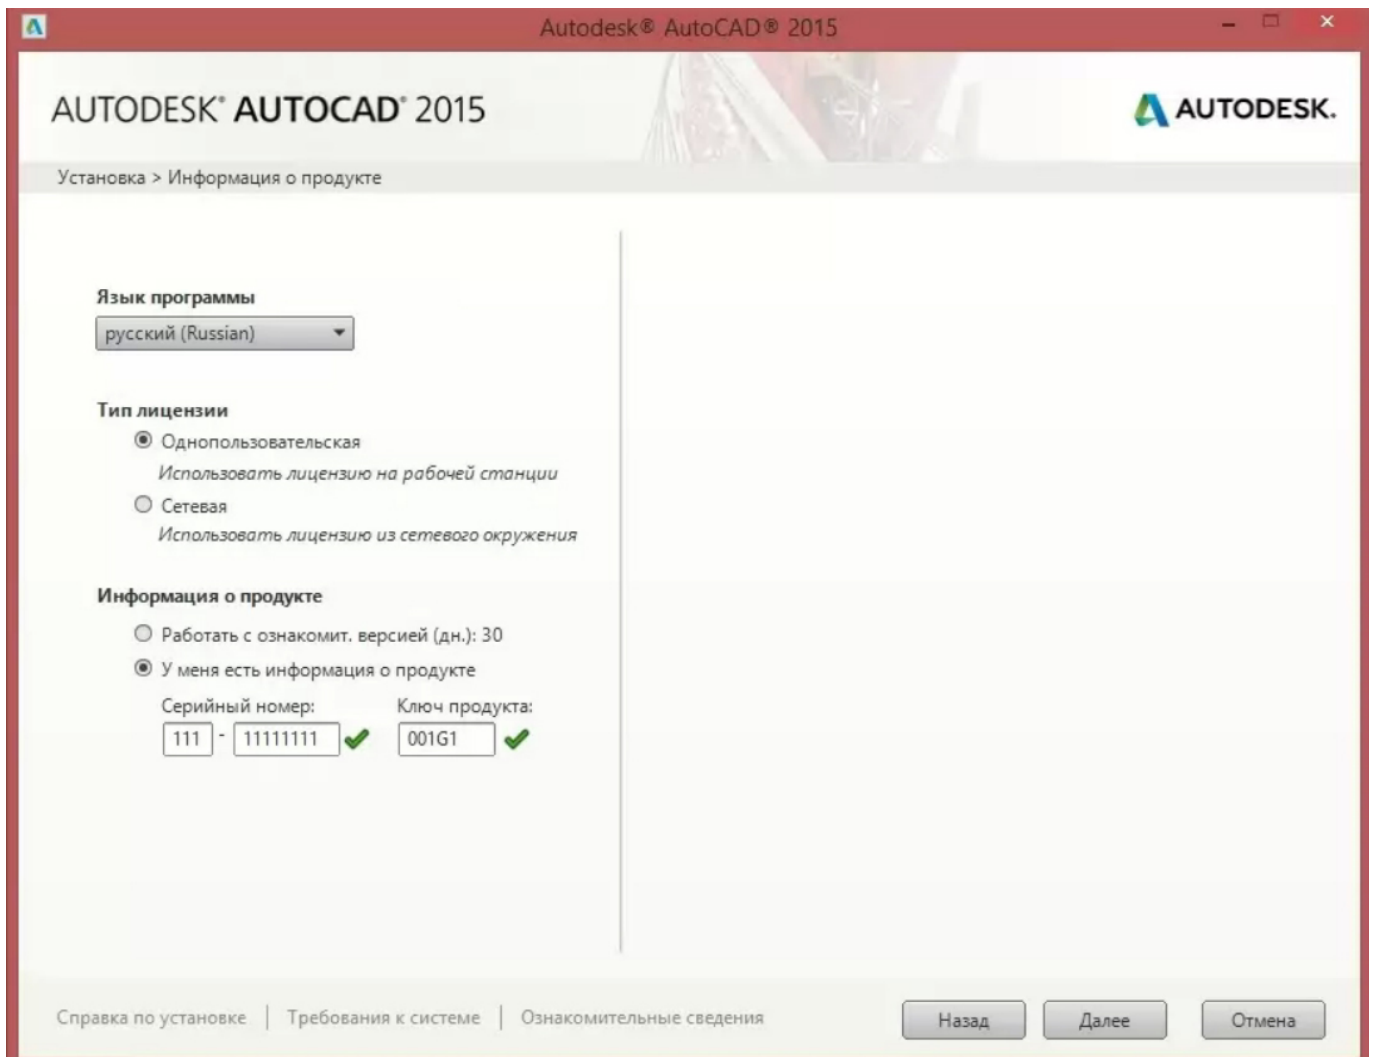 Autodesk® AutoCAD® 2015
AUTODESK® AUTOCAD® 2015
AUTODESK.
Установка > Информация о продукте
Язык программы
русский (Russian)
Тип лицензии
Однопользовательская
Использовать лицензию на рабочей станции
Сетевая
Использовать лицензию из сетевого окружения
Информация о продукте
Работать с ознакомит. версией (дн.): 30
У меня есть информация о продукте
Серийный номер: Ключ продукта:
111 - 11111111 001G1
Справка по установке | Требования к системе | Ознакомительные сведения
Назад Далее Отмена